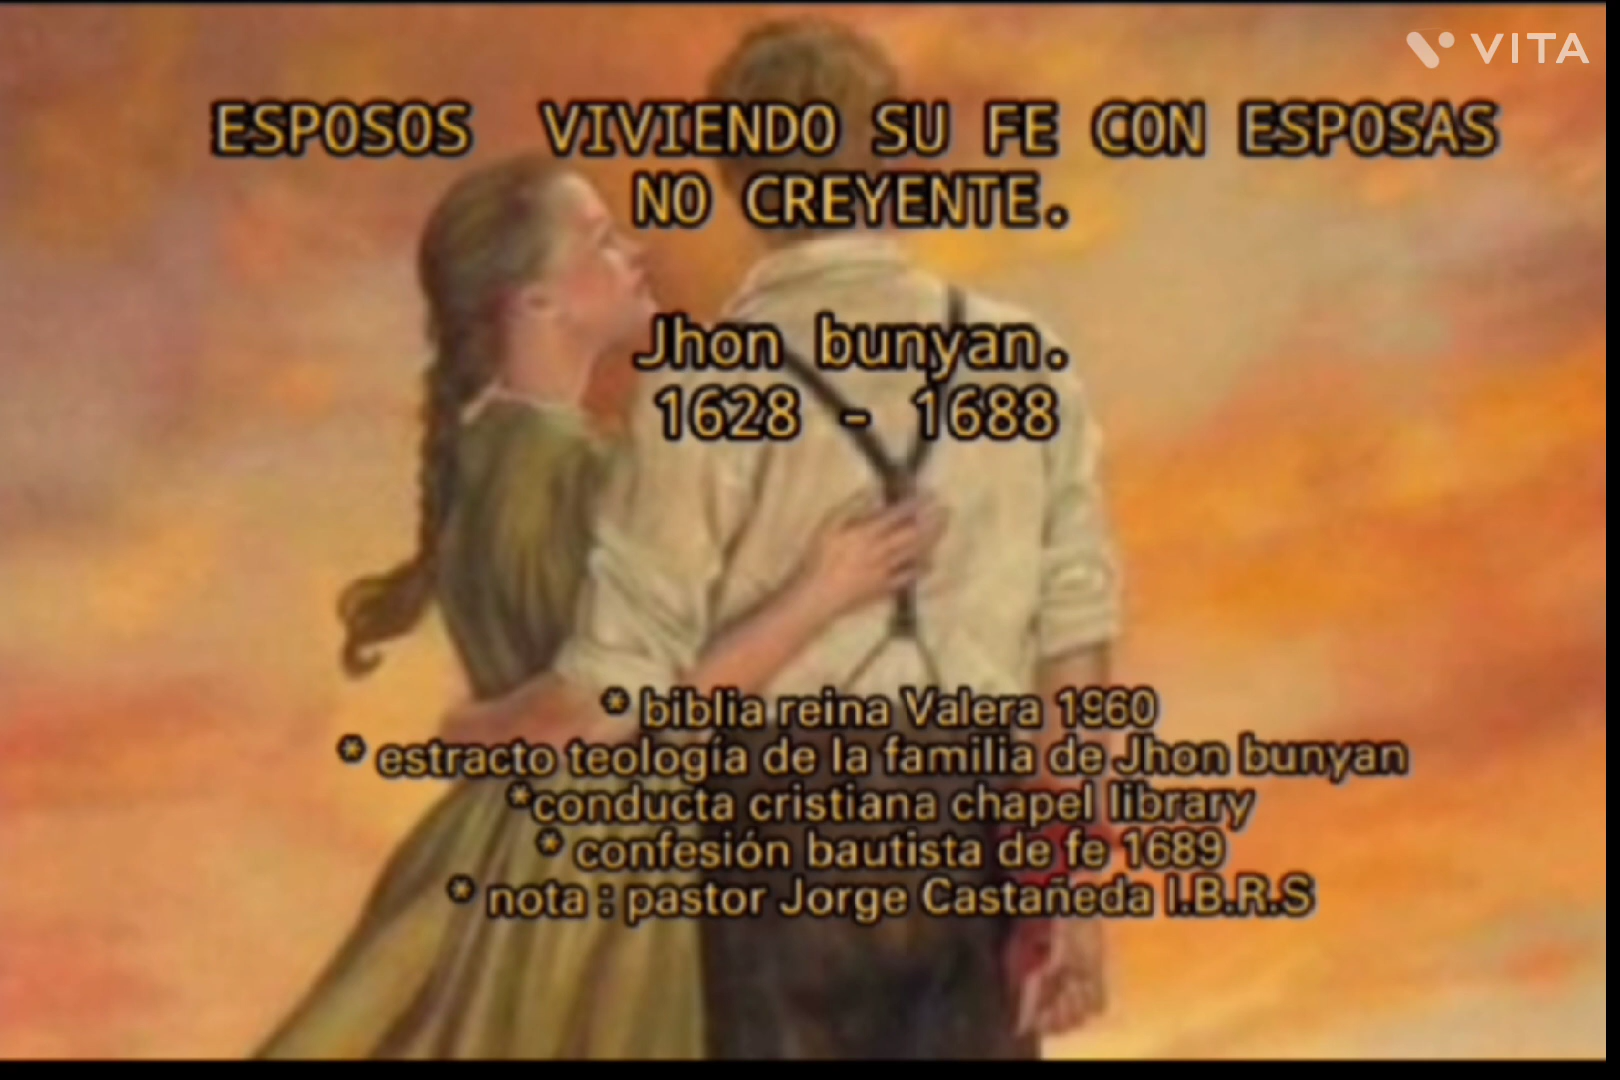 VITA
ESPOSOS VIVIENDO SU FE CON ESPOSAS
NO CREYENTE.
Jhon bunyan.
1628 - 1688
* biblia reina Valera 1960
* estracto teología de la familia de Jhon bunyan
*conducta cristiana chapel library
* confesión bautista de fe 1689
* nota : pastor Jorge Castañeda I.B.R.S